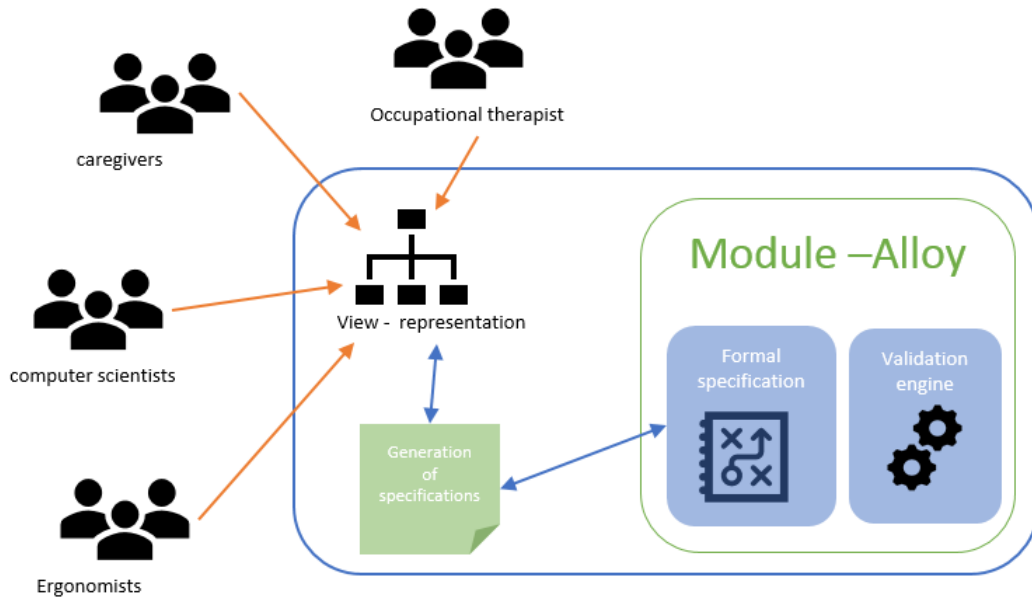 Occupational therapist
caregivers
Module –Alloy
View -  representation
computer scientists
Formal
specification
Validation
engine
Generation
of
specifications
Ergonomists